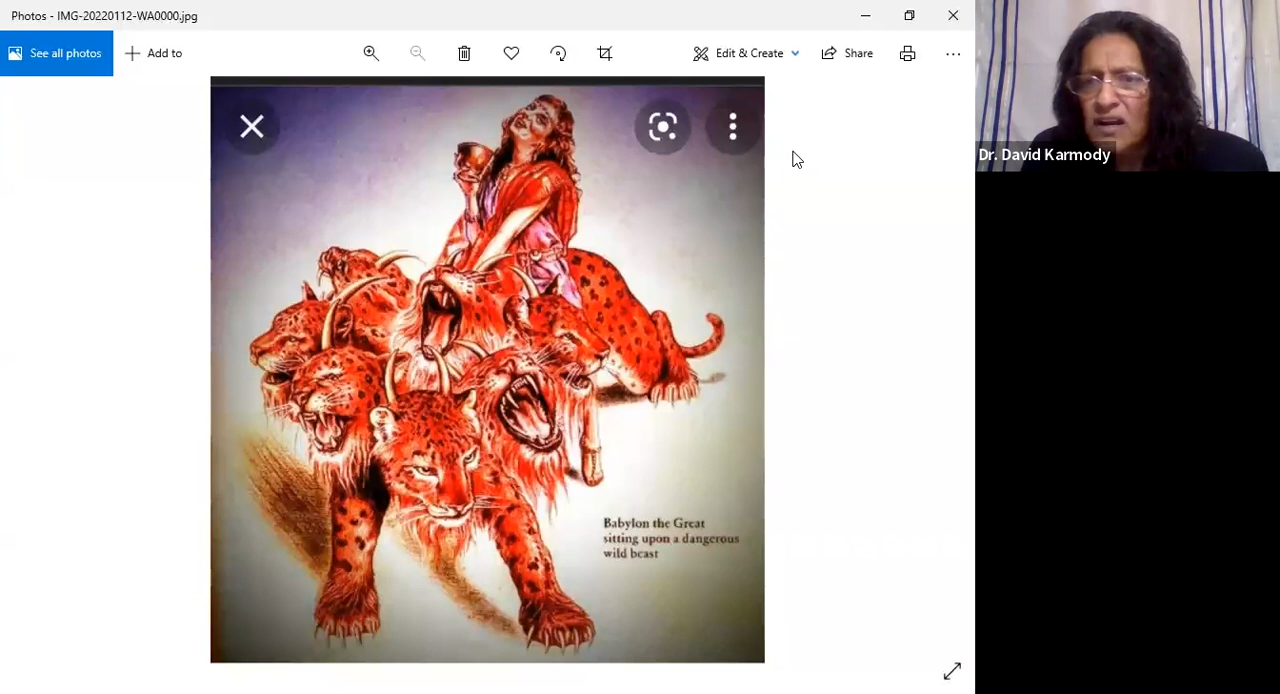 Photos - IMG-20220112-WA0000.jpg
See all photos
Add to
Edit & Create
Share
Dr. David Karmody
Babylon the Great
sitting upon a dangerous
wild beast